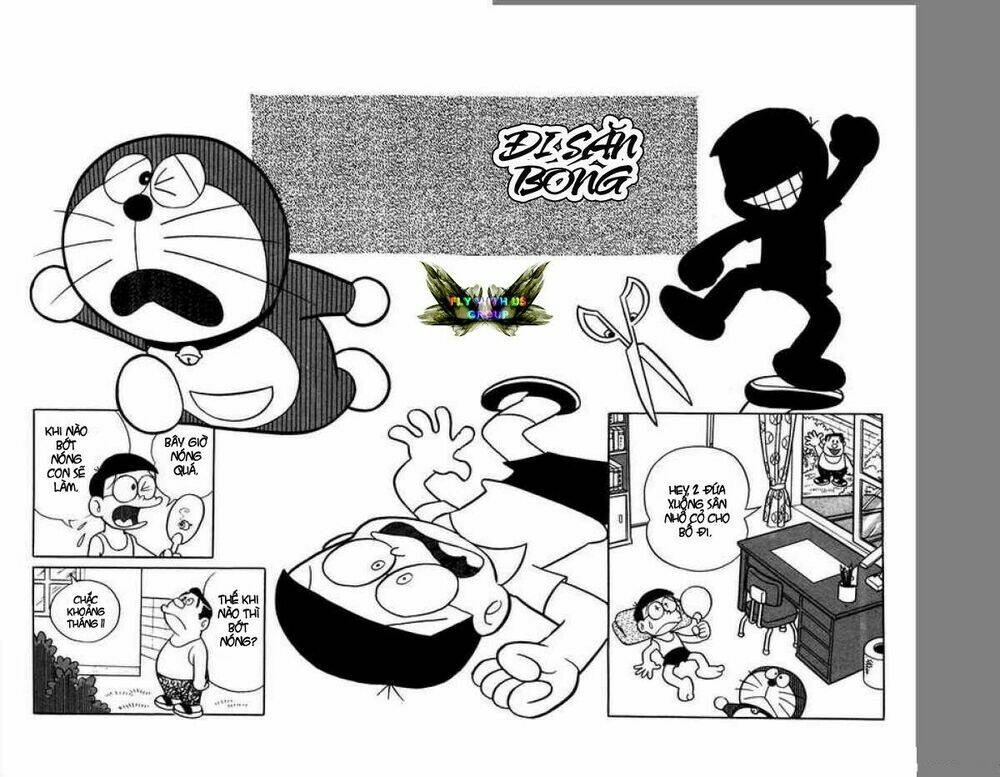 ĐI SĂN
BÓNG
FLY WITH US
GROUP
HEY, 2 ĐỨA
XUỐNG SÂN
NHỔ CỎ CHO
BỐ ĐI.
BÂY GIỜ
NÓNG
QUÁ.
KHI NÀO
BỚT
NÓNG
CON SẼ
LÀM.
THẾ KHI
NÀO THÌ
BỚT
NÓNG?
CHẮC
KHOẢNG
THÁNG 11